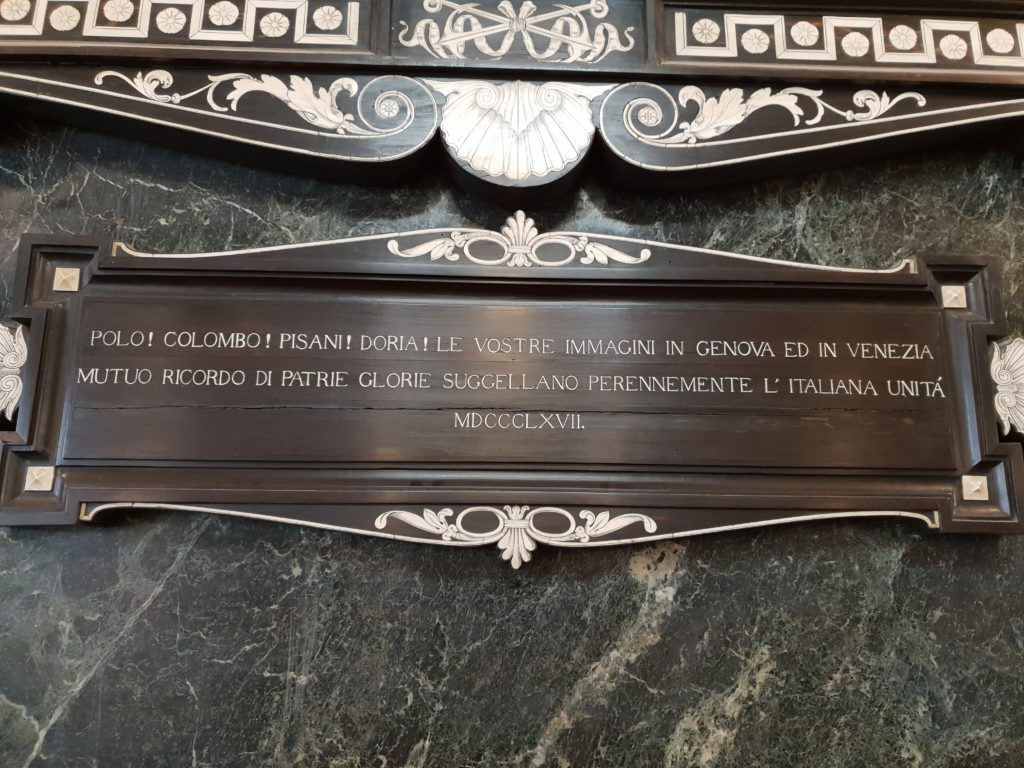 POLO! COLOMBO! PISANI! DORIA! LE VOSTRE IMMAGINI IN GENOVA ED IN VENEZIA
MUTUO RICORDO DI PATRIE GLORIE SUGGELLANO PERENNEMENTE L' ITALIANA UNITÁ
MDCCCLXVII.